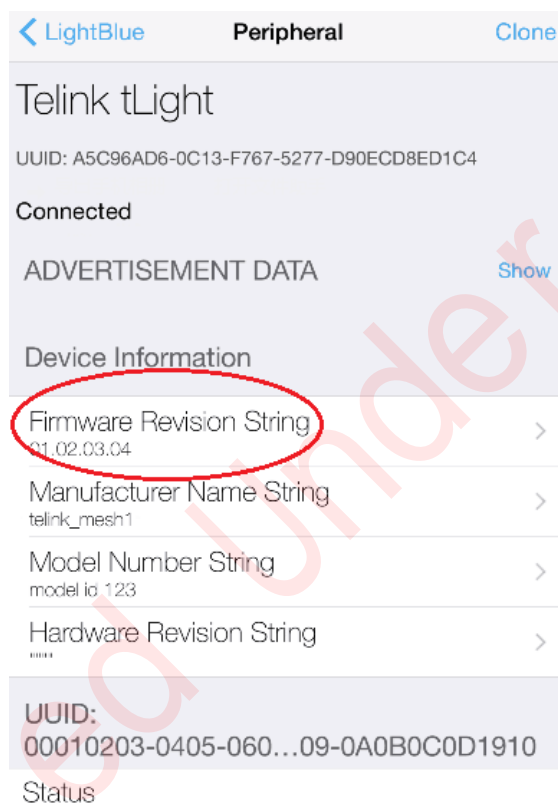 LightBlue Peripheral Clone
Telink tLight
UUID: A5C96AD6-0C13-F767-5277-D90ECD8ED1C4
Connected
ADVERTISEMENT DATA Show
Device Information
Firmware Revision String
01.02.03.04
Manufacturer Name String
telink_mesh1
Model Number String
model id 123
Hardware Revision String
UUID:
00010203-0405-060...09-0A0B0C0D1910
Status
ed Under